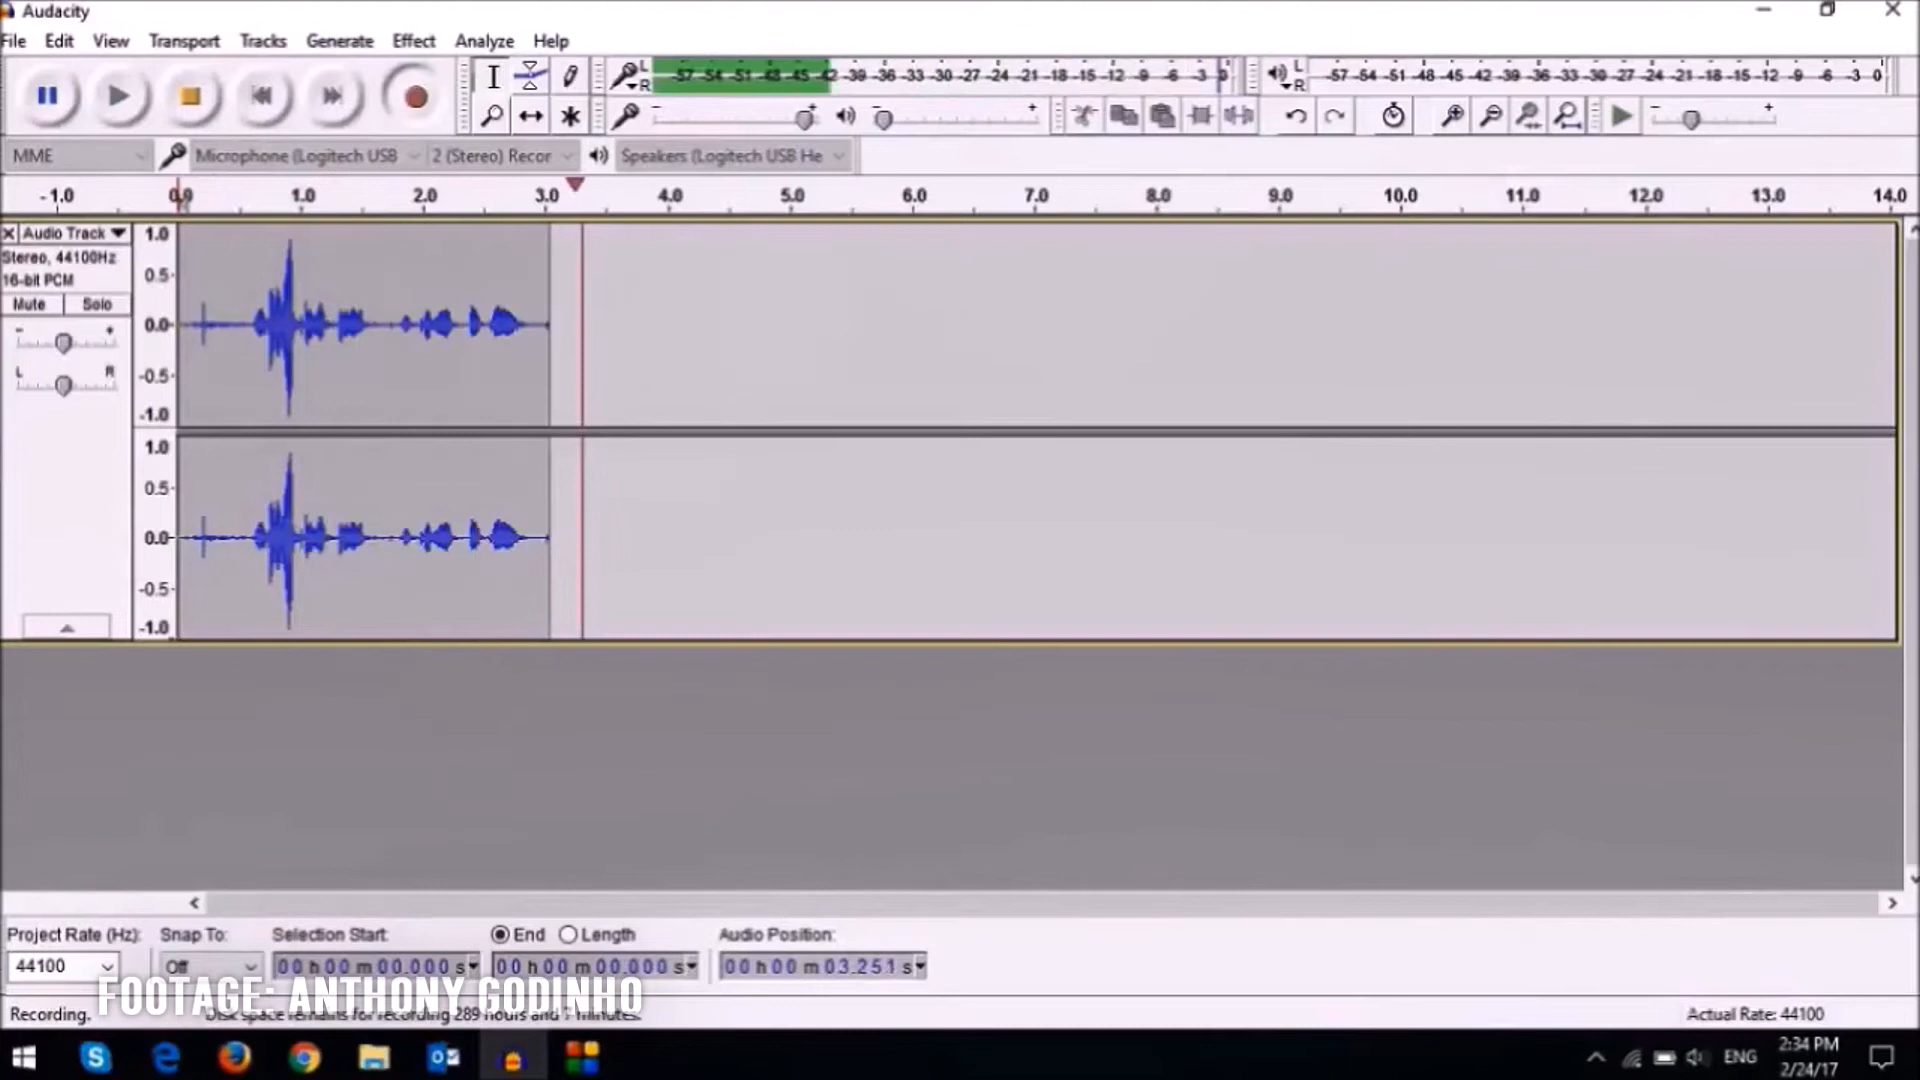 Audacity
File Edit View Transport Tracks Generate Effect Analyze Help
L R -57 -54 -51 -48 -45 -42 -39 -36 -33 -30 -27 -24 -21 -18 -15 -12 -9 -6 -3 0 L R -57 -54 -51 -48 -45 -42 -39 -36 -33 -30 -27 -24 -21 -18 -15 -12 -9 -6 -3 0
MME Microphone (Logitech USB 2 (Stereo) Recor Speakers (Logitech USB He
-1.0 0.0 1.0 2.0 3.0 4.0 5.0 6.0 7.0 8.0 9.0 10.0 11.0 12.0 13.0 14.0
X Audio Track 1.0
Stereo, 44100Hz
16-bit PCM 0.5
Mute Solo
- + 0.0
L R -0.5
-1.0
1.0
0.5
0.0
-0.5
-1.0
Project Rate (Hz): Snap To: Selection Start: End Length Audio Position:
44100 Off 00 h 00 m 00.000 s 00 h 00 m 00.000 s 00 h 00 m 03.251 s
FOOTAGE: ANTHONY GODINHO
Recording. Disk space remains for recording 289 hours and 7 minutes. Actual Rate: 44100
ENG 2:34 PM
2/24/17